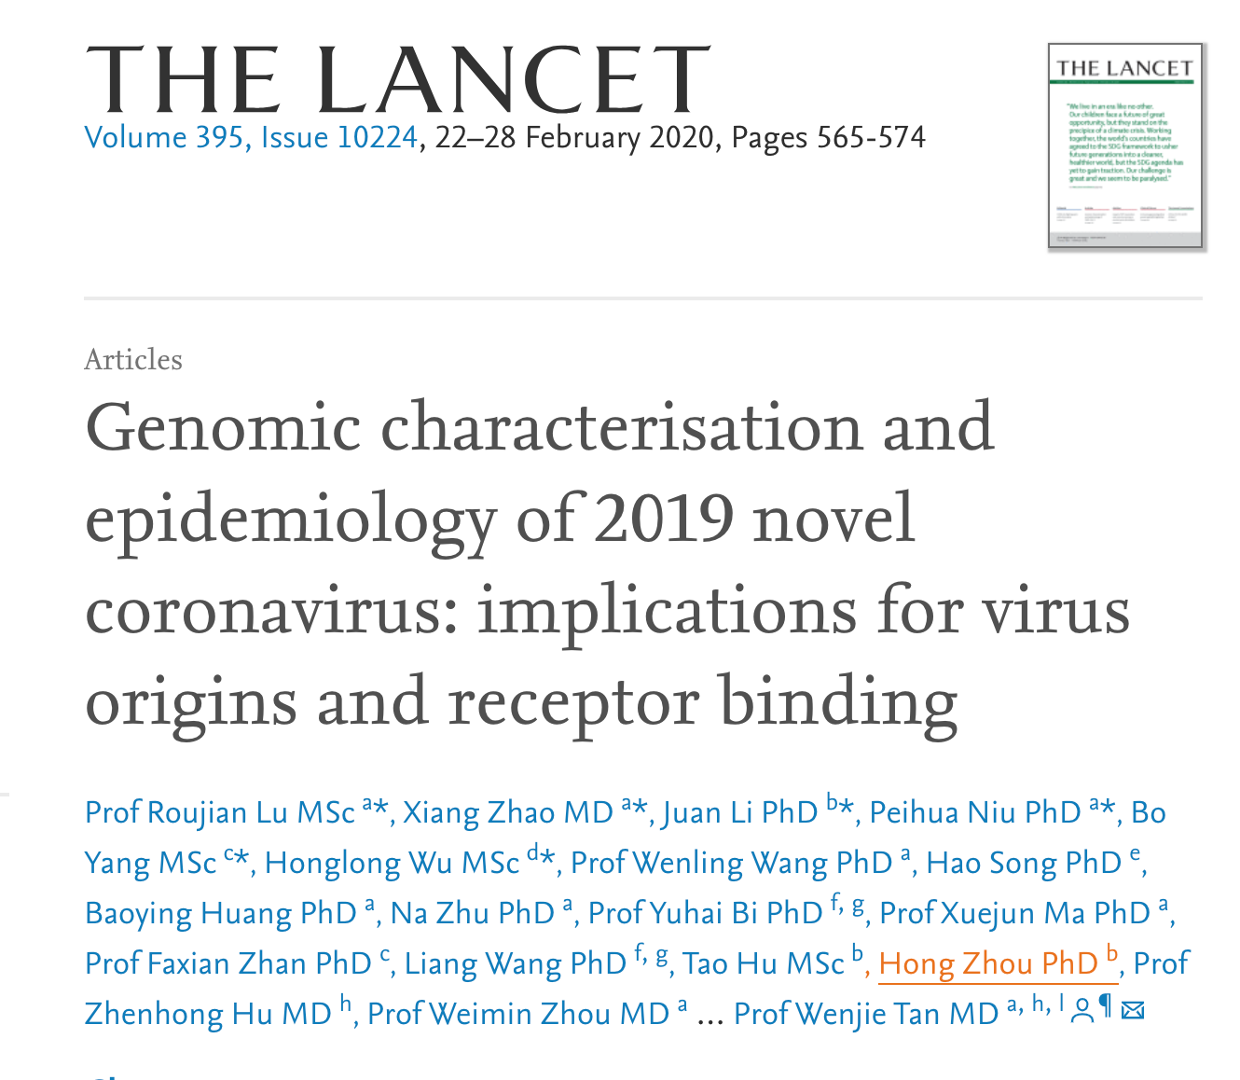 THE LANCET
Volume 395, Issue 10224, 22–28 February 2020, Pages 565-574
THE LANCET
"We live in an era like no other.
Our children face a future of great
opportunity, but they stand on the
precipice of a climate crisis. Working
together, the world's countries have
agreed to the SDG framework to usher
future generations into a cleaner,
healthier world, but the SDG agenda has
yet to gain traction. Our challenge is
great and we seem to be paralysed."
Articles
Genomic characterisation and
epidemiology of 2019 novel
coronavirus: implications for virus
origins and receptor binding
Prof Roujian Lu MSc a*, Xiang Zhao MD a*, Juan Li PhD b*, Peihua Niu PhD a*, Bo
Yang MSc c*, Honglong Wu MSc d*, Prof Wenling Wang PhD a, Hao Song PhD e,
Baoying Huang PhD a, Na Zhu PhD a, Prof Yuhai Bi PhD f, g, Prof Xuejun Ma PhD a,
Prof Faxian Zhan PhD c, Liang Wang PhD f, g, Tao Hu MSc b, Hong Zhou PhD b, Prof
Zhenhong Hu MD h, Prof Weimin Zhou MD a ... Prof Wenjie Tan MD a, h, l ¶